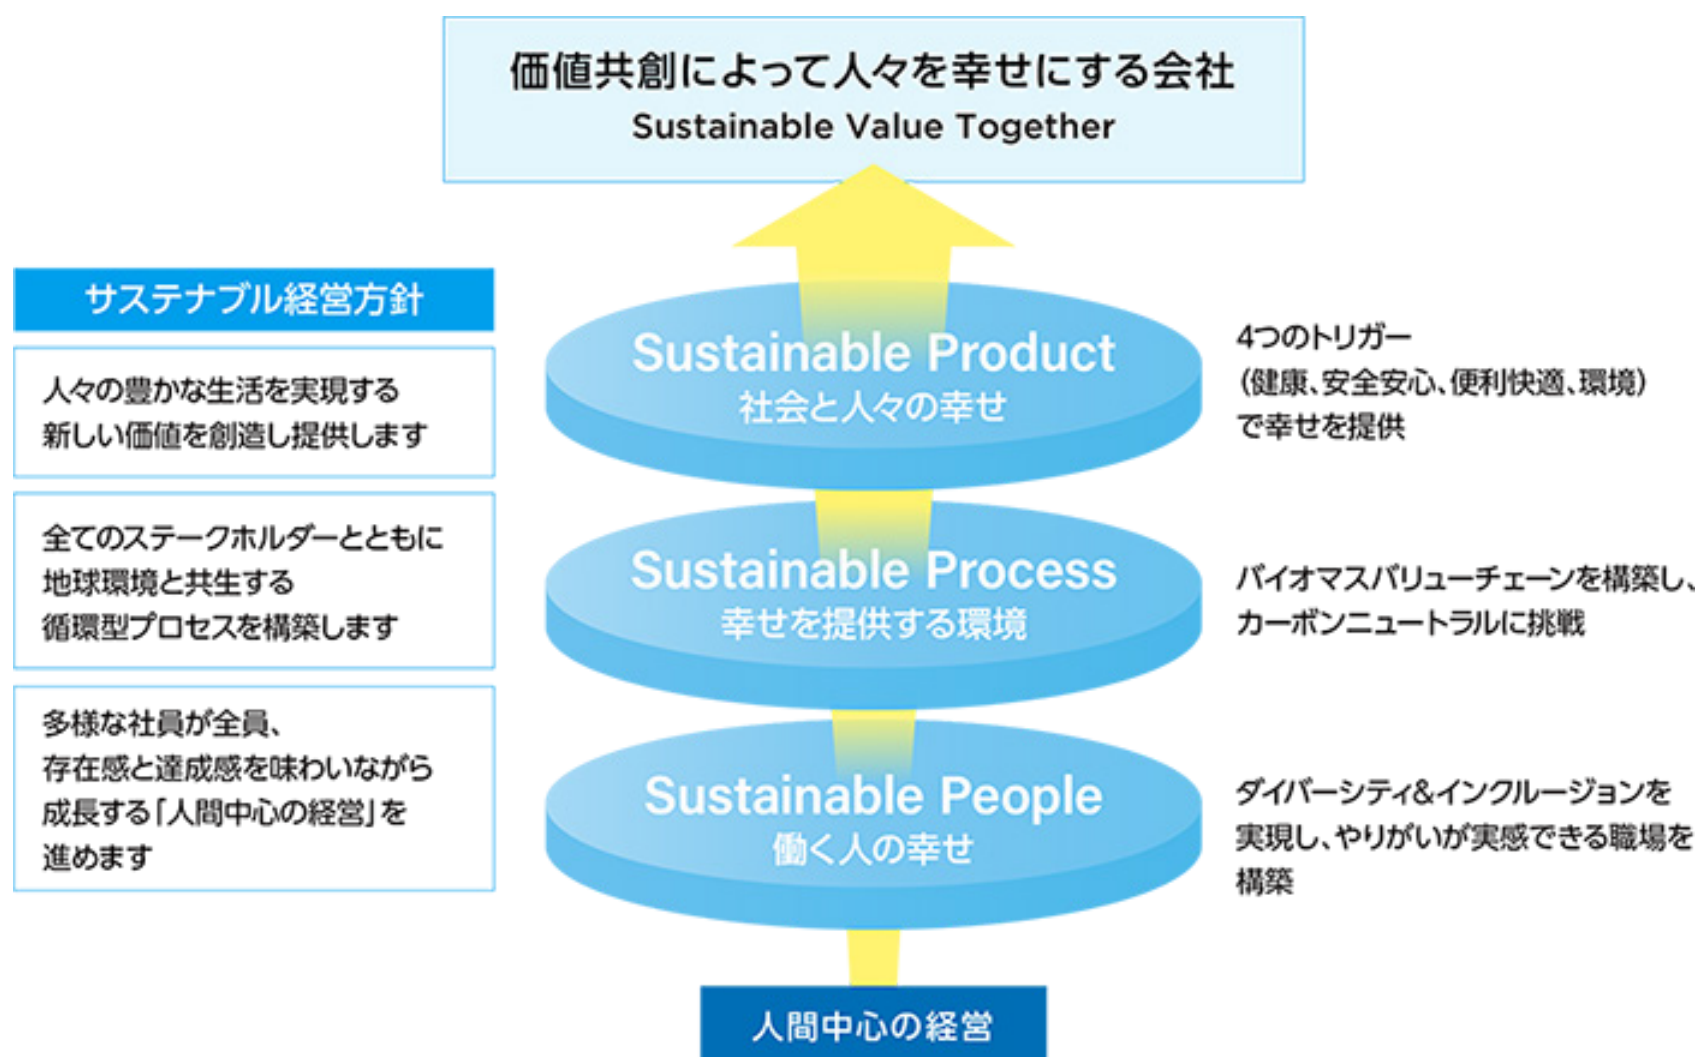 価値共創によって人々を幸せにする会社
Sustainable Value Together
サステナブル経営方針
人々の豊かな生活を実現する
新しい価値を創造し提供します
全てのステークホルダーとともに
地球環境と共生する
循環型プロセスを構築します
多様な社員が全員、
存在感と達成感を味わいながら
成長する「人間中心の経営」を
進めます
Sustainable Product
社会と人々の幸せ
Sustainable Process
幸せを提供する環境
Sustainable People
働く人の幸せ
4つのトリガー
（健康、安全安心、便利快適、環境）
で幸せを提供
バイオマスバリューチェーンを構築し、
カーボンニュートラルに挑戦
ダイバーシティ&インクルージョンを
実現し、やりがいが実感できる職場を
構築
人間中心の経営